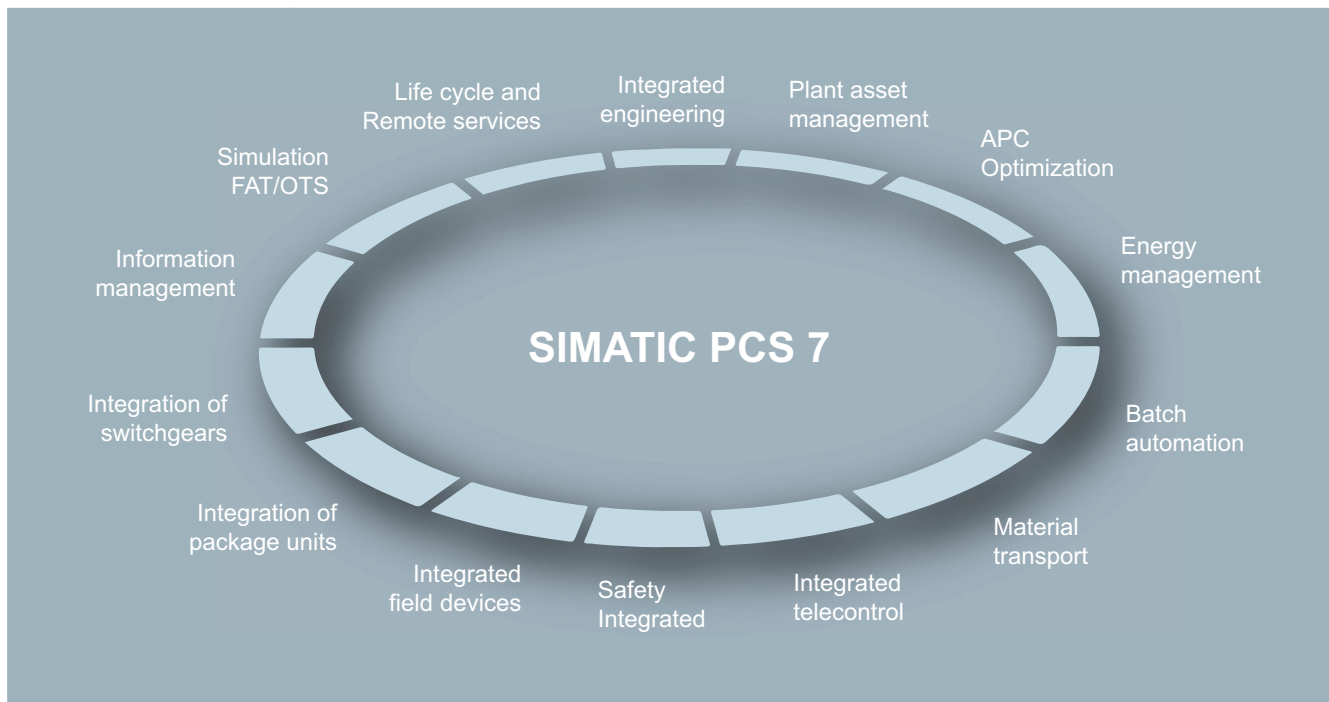 Life cycle and
Remote services
Integrated
engineering
Plant asset
management
APC
Optimization
Simulation
FAT/OTS
Energy
management
Information
management
SIMATIC PCS 7
Integration of
switchgears
Batch
automation
Integration of
package units
Material
transport
Integrated
field devices
Safety
Integrated
Integrated
telecontrol